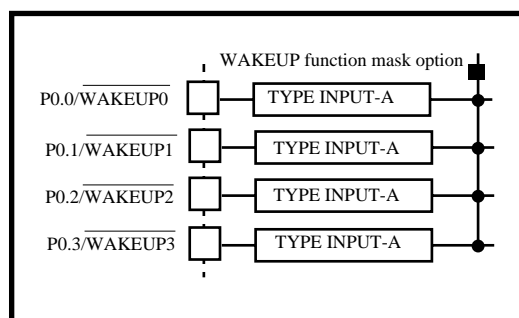 WAKEUP function mask option
P0.0/WAKEUP0 TYPE INPUT-A
P0.1/WAKEUP1 TYPE INPUT-A
P0.2/WAKEUP2 TYPE INPUT-A
P0.3/WAKEUP3 TYPE INPUT-A